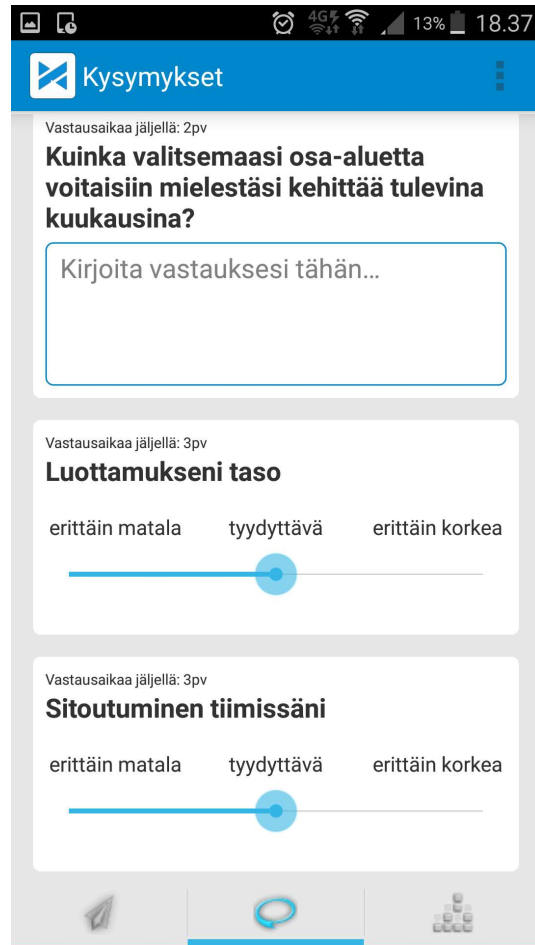 4G 13% 18.37
Kysymykset
Vastausaikaa jäljellä: 2pv
Kuinka valitsemaasi osa-aluetta
voitaisiin mielestäsi kehittää tulevina
kuukausina?
Kirjoita vastauksesi tähän...
Vastausaikaa jäljellä: 3pv
Luottamukseni taso
erittäin matala tyydyttävä erittäin korkea
Vastausaikaa jäljellä: 3pv
Sitoutuminen tiimissäni
erittäin matala tyydyttävä erittäin korkea